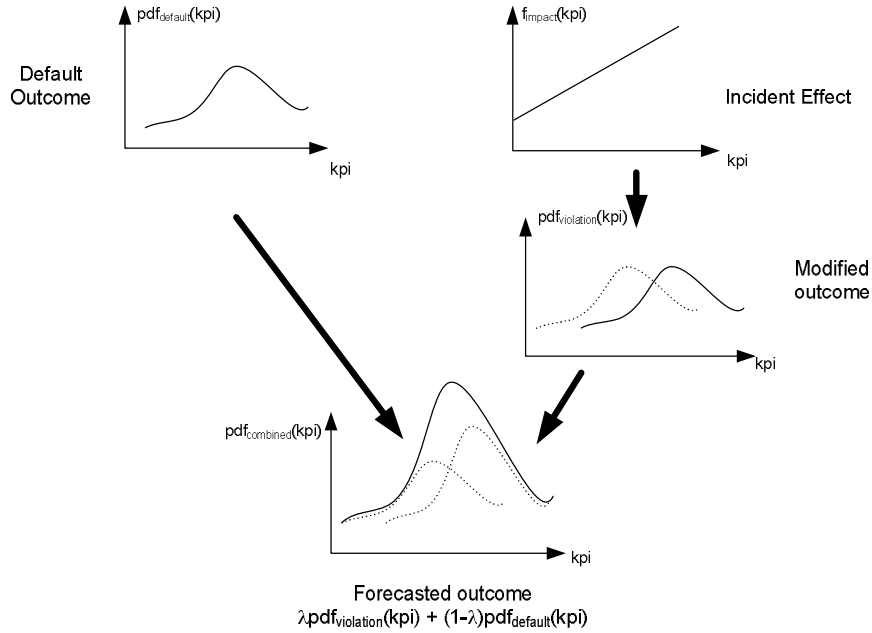 pdfdefault(kpi)
Default
Outcome
kpi
fimpact(kpi)
Incident Effect
kpi
pdfviolation(kpi)
Modified
outcome
kpi
pdfcombined(kpi)
kpi
Forecasted outcome
λpdfviolation(kpi) + (1-λ)pdfdefault(kpi)